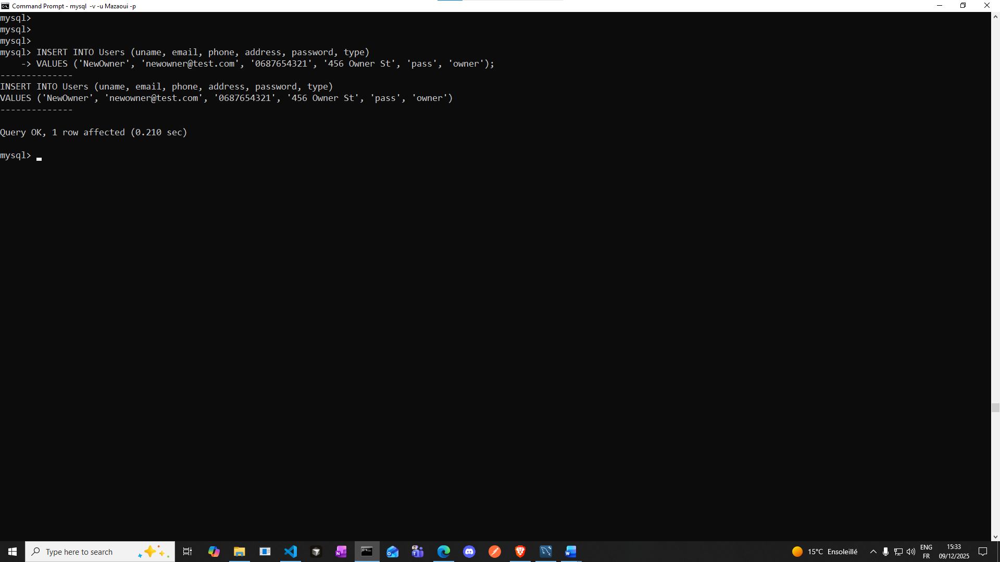 Command Prompt - mysql  -v -u Mazaoui -p
mysql>
mysql>
mysql>
mysql> INSERT INTO Users (uname, email, phone, address, password, type)
    -> VALUES ('NewOwner', 'newowner@test.com', '0687654321', '456 Owner St', 'pass', 'owner');
--------------
INSERT INTO Users (uname, email, phone, address, password, type)
VALUES ('NewOwner', 'newowner@test.com', '0687654321', '456 Owner St', 'pass', 'owner')
--------------
Query OK, 1 row affected (0.210 sec)
mysql>
Type here to search
15°C Ensoleillé
ENG
FR
15:33
09/12/2025